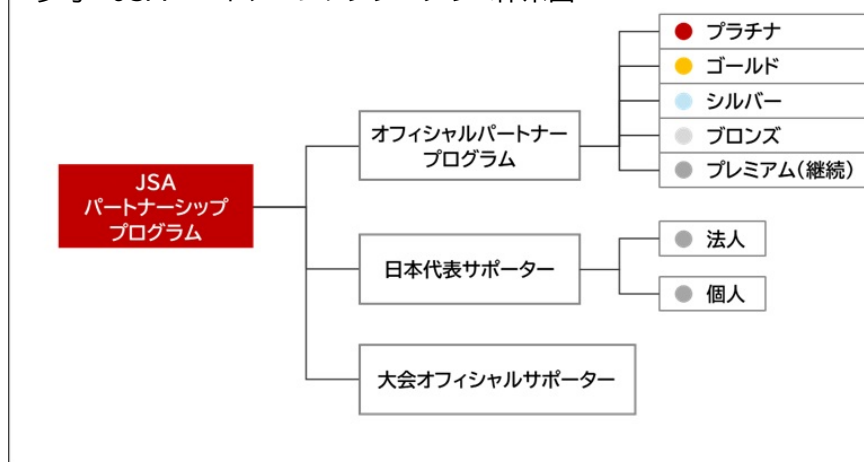 JSA
パートナーシップ
プログラム
オフィシャルパートナー
プログラム
プラチナ
ゴールド
シルバー
ブロンズ
プレミアム(継続)
日本代表サポーター
法人
個人
大会オフィシャルサポーター